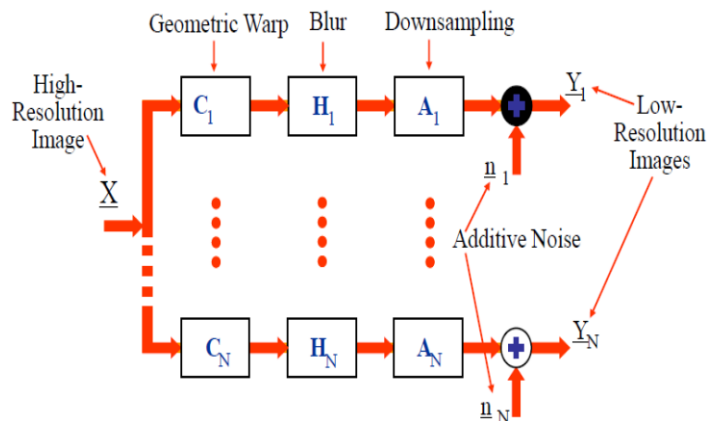 Geometric Warp Blur Downsampling
High-
Resolution
Image
C1 H1 A1
Y1
Low-
Resolution
Images
X
n1
Additive Noise
CN HN AN
YN
nN